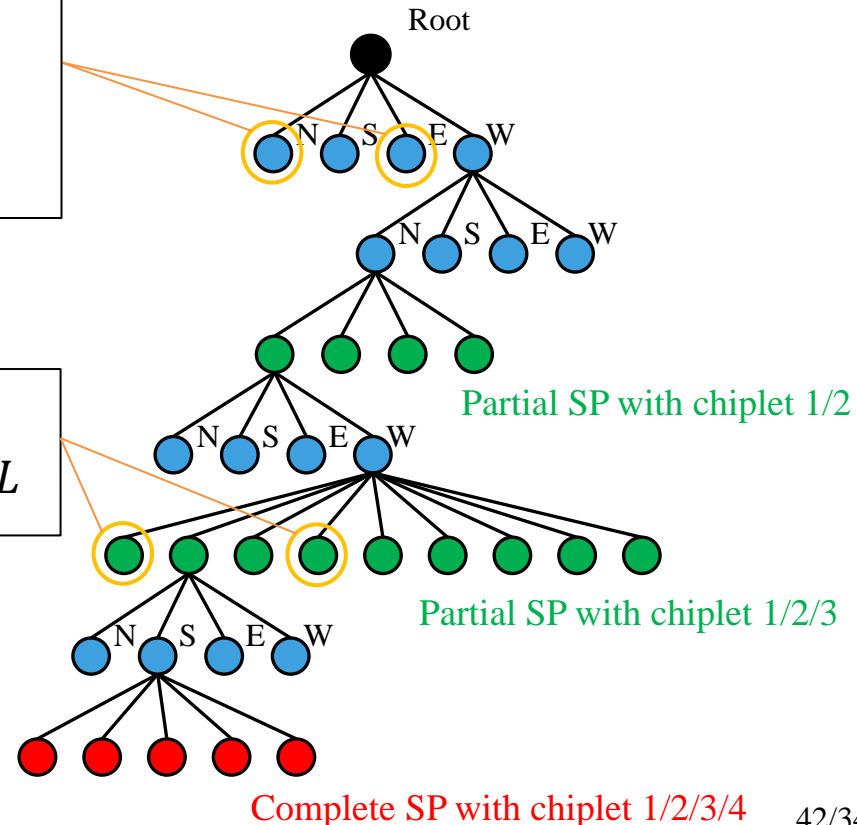 Root
N S E W
N S E W
Partial SP with chiplet 1/2
N S E W
L
Partial SP with chiplet 1/2/3
N S E W
Complete SP with chiplet 1/2/3/4